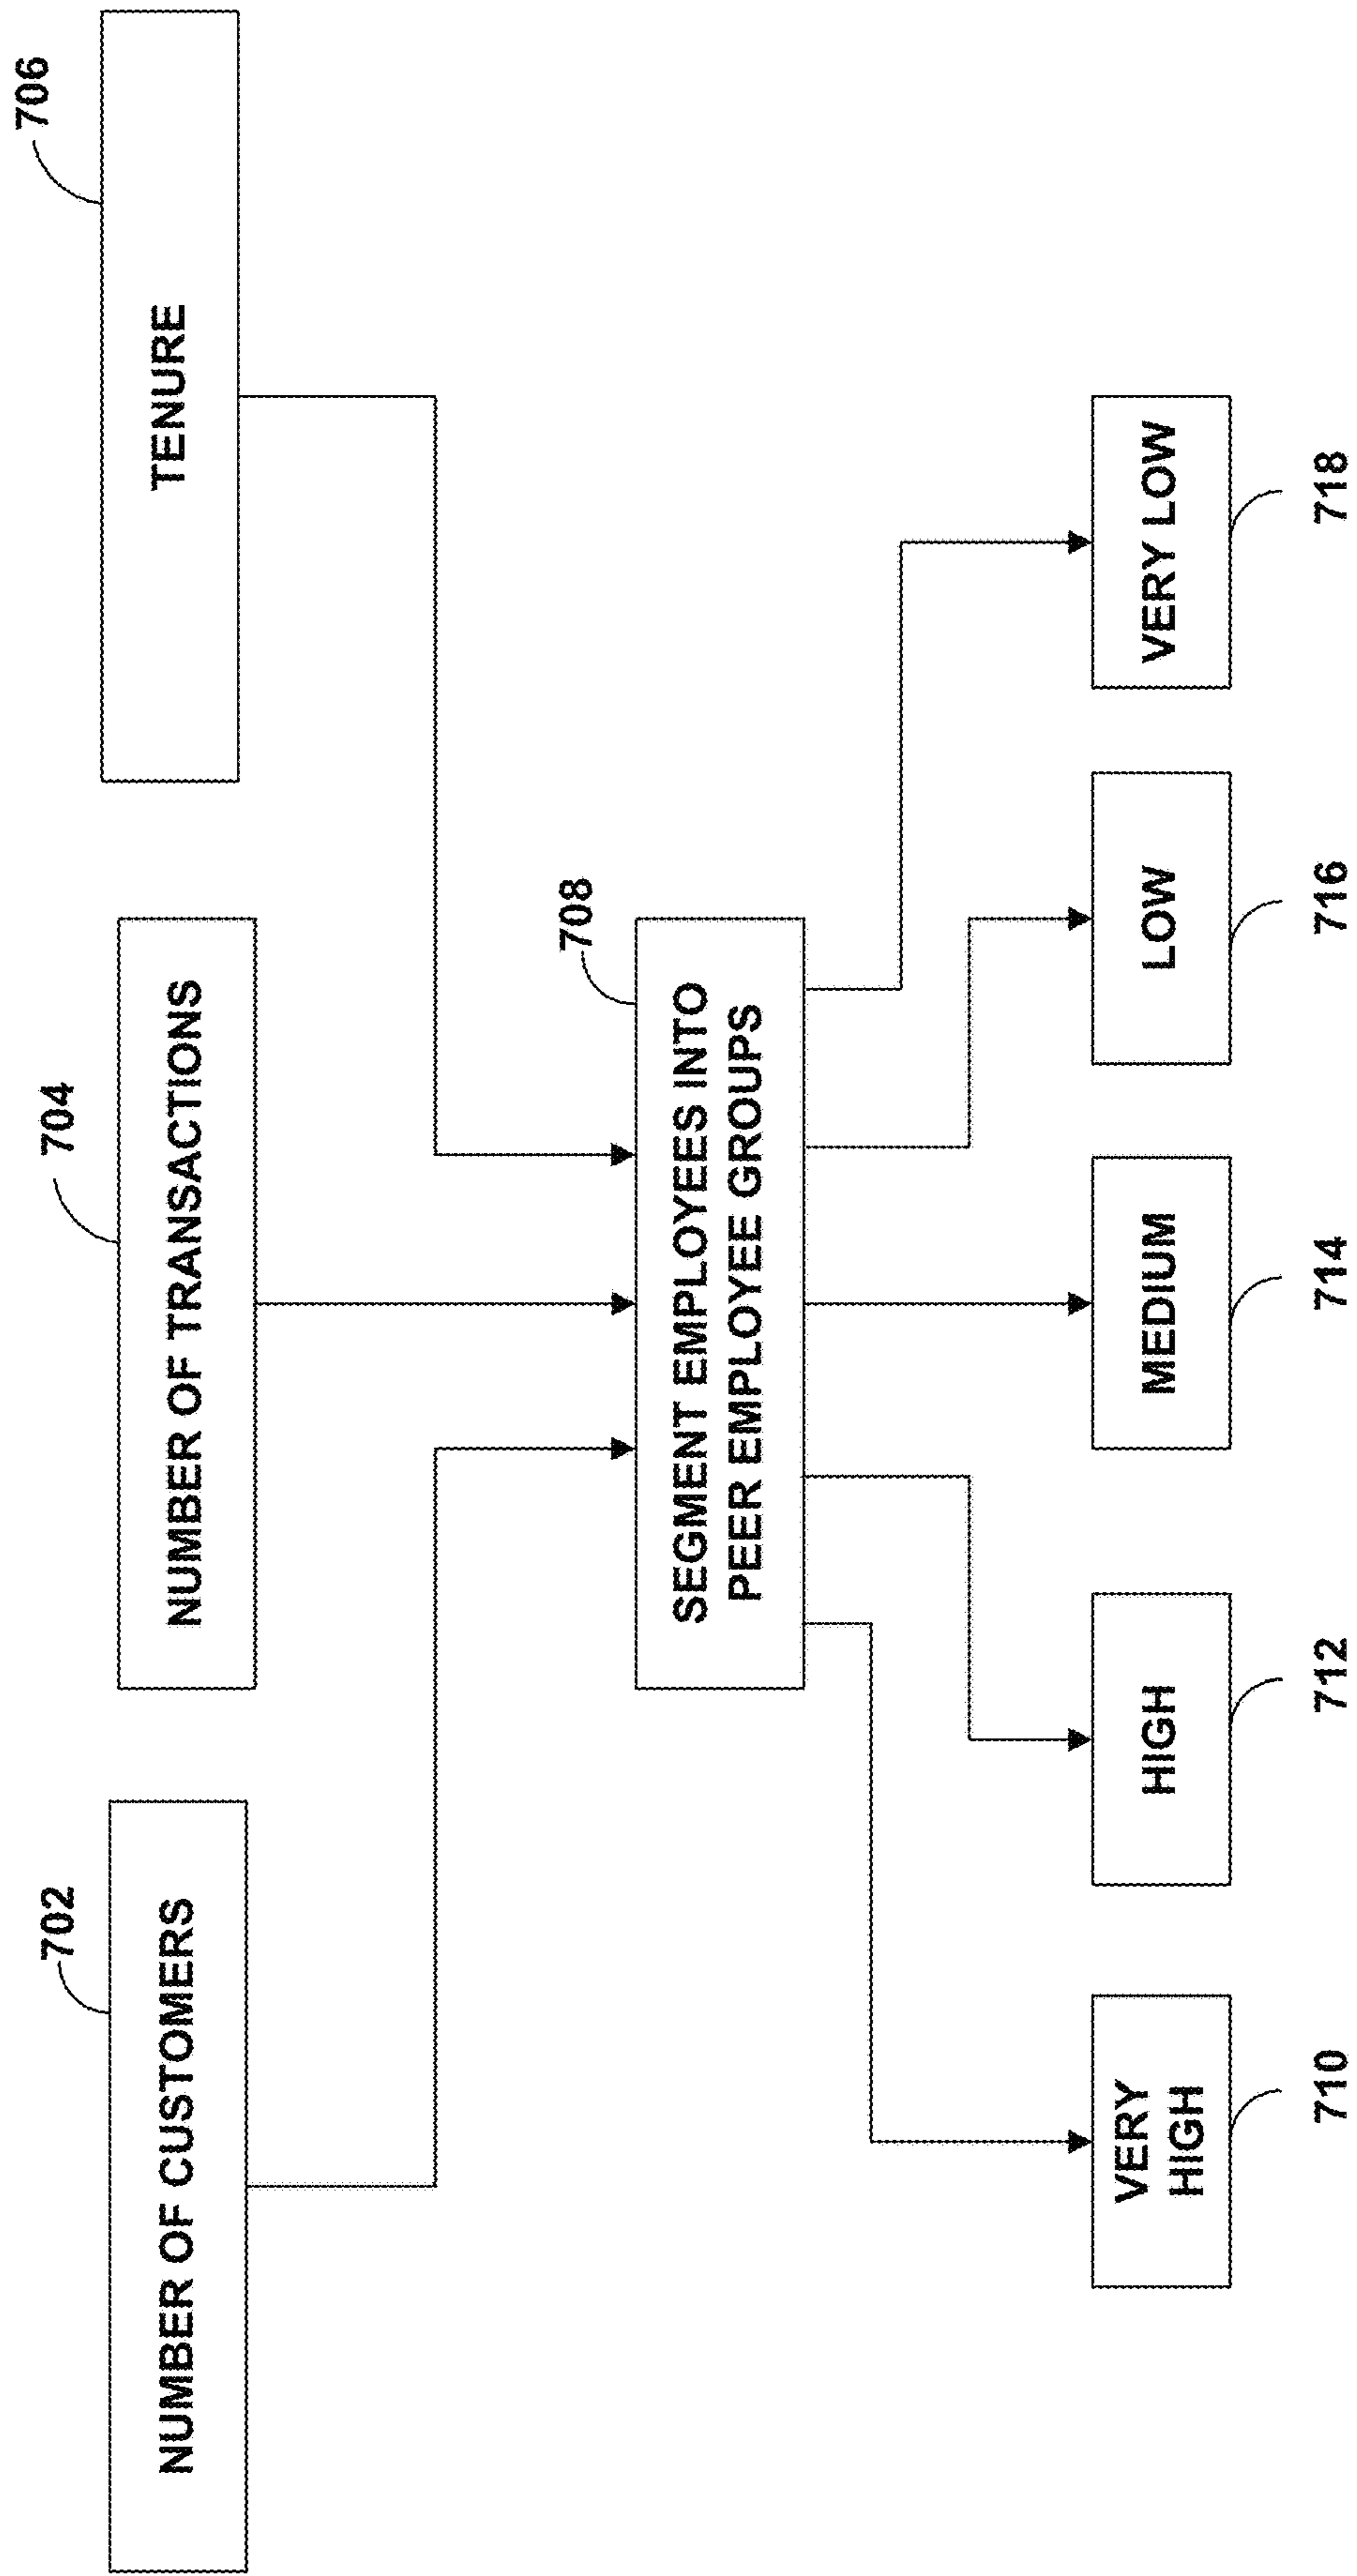 702
NUMBER OF CUSTOMERS
704
NUMBER OF TRANSACTIONS
706
TENURE
708
SEGMENT EMPLOYEES INTO
PEER EMPLOYEE GROUPS
VERY
HIGH
HIGH
MEDIUM
LOW
VERY LOW
710
712
714
716
718